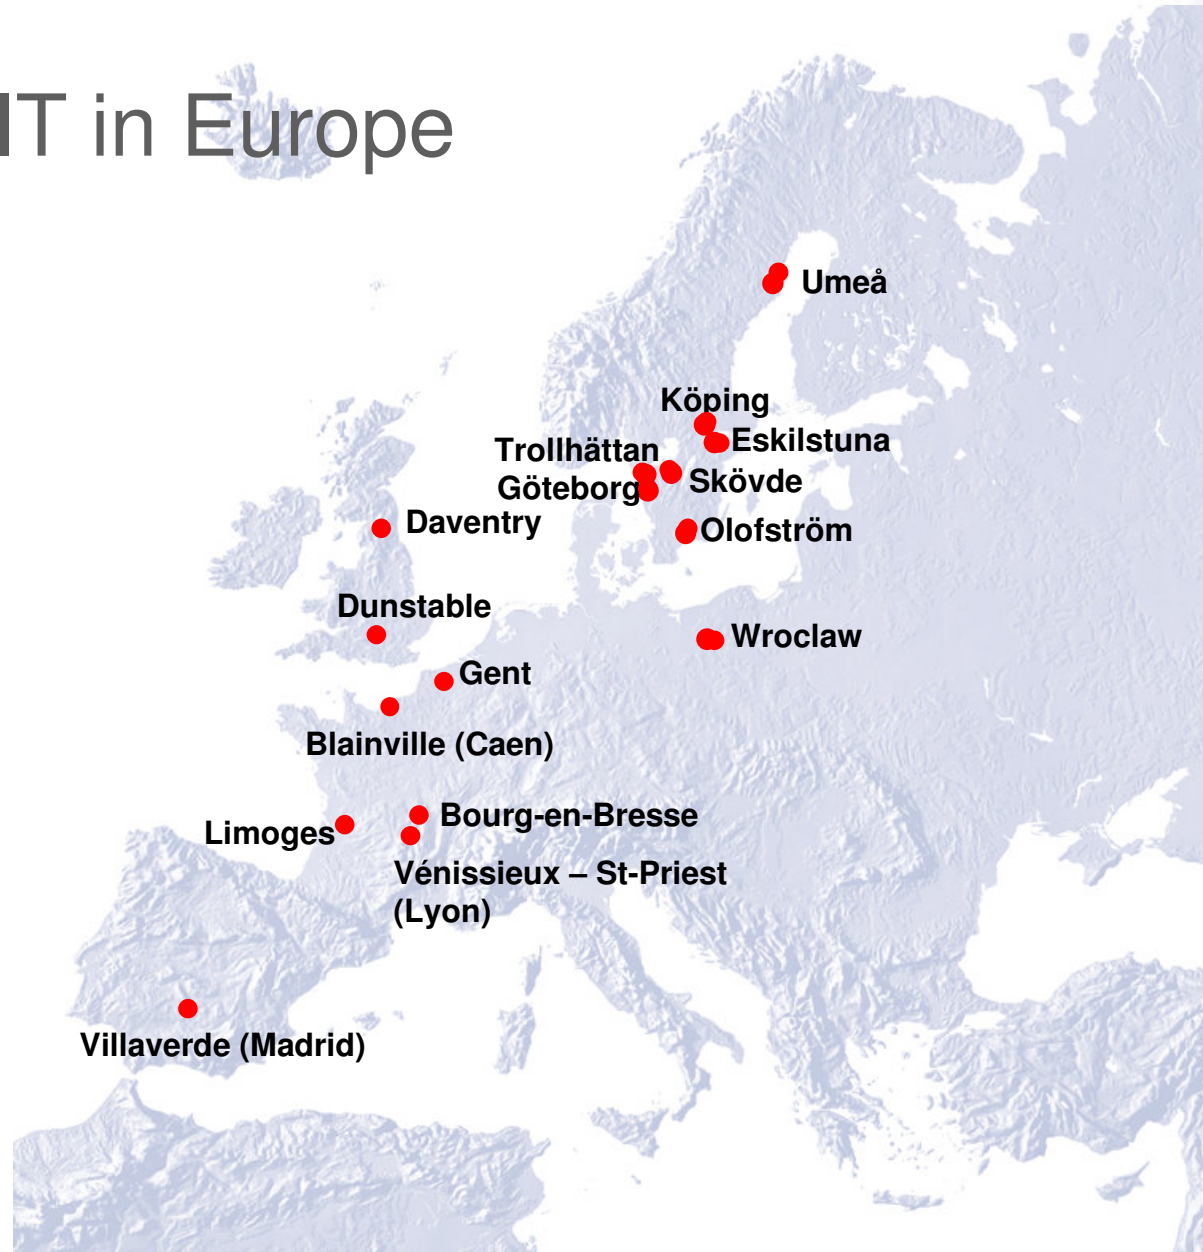 IT in Europe
Umeå
Köping
Eskilstuna
Trollhättan
Göteborg
Skövde
Daventry
Olofström
Dunstable
Wroclaw
Gent
Blainville (Caen)
Bourg-en-Bresse
Limoges
Vénissieux – St-Priest
(Lyon)
Villaverde (Madrid)